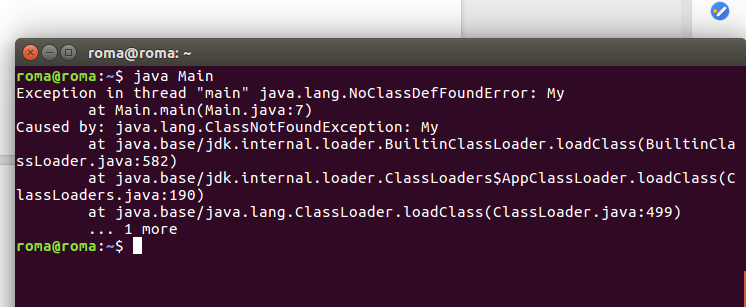 roma@roma: ~
roma@roma:~$ java Main
Exception in thread "main" java.lang.NoClassDefFoundError: My
        at Main.main(Main.java:7)
Caused by: java.lang.ClassNotFoundException: My
        at java.base/jdk.internal.loader.BuiltinClassLoader.loadClass(BuiltinCla
ssLoader.java:582)
        at java.base/jdk.internal.loader.ClassLoaders$AppClassLoader.loadClass(C
lassLoaders.java:190)
        at java.base/java.lang.ClassLoader.loadClass(ClassLoader.java:499)
        ... 1 more
roma@roma:~$